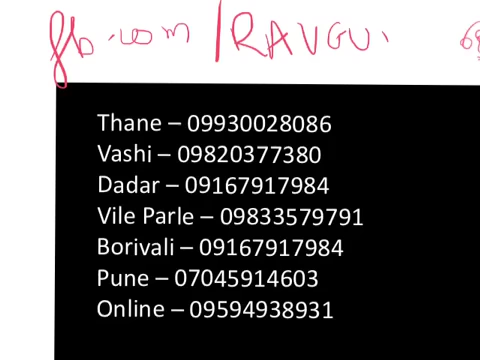 fb.com/RAVGU
Thane – 09930028086
Vashi – 09820377380
Dadar – 09167917984
Vile Parle – 09833579791
Borivali – 09167917984
Pune – 07045914603
Online – 09594938931